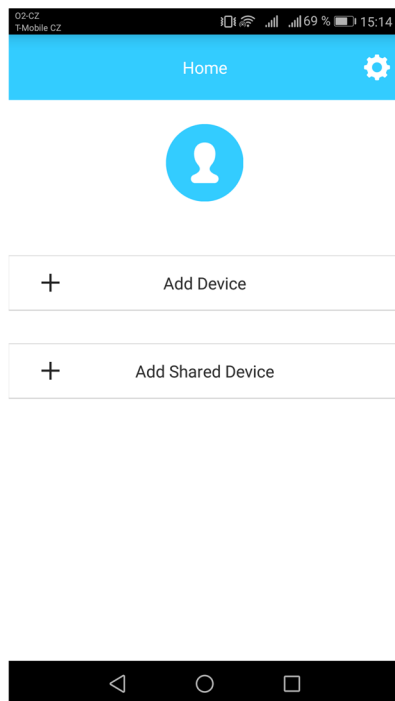 O2-CZ
T-Mobile CZ
69 % 15:14
Home
Add Device
Add Shared Device